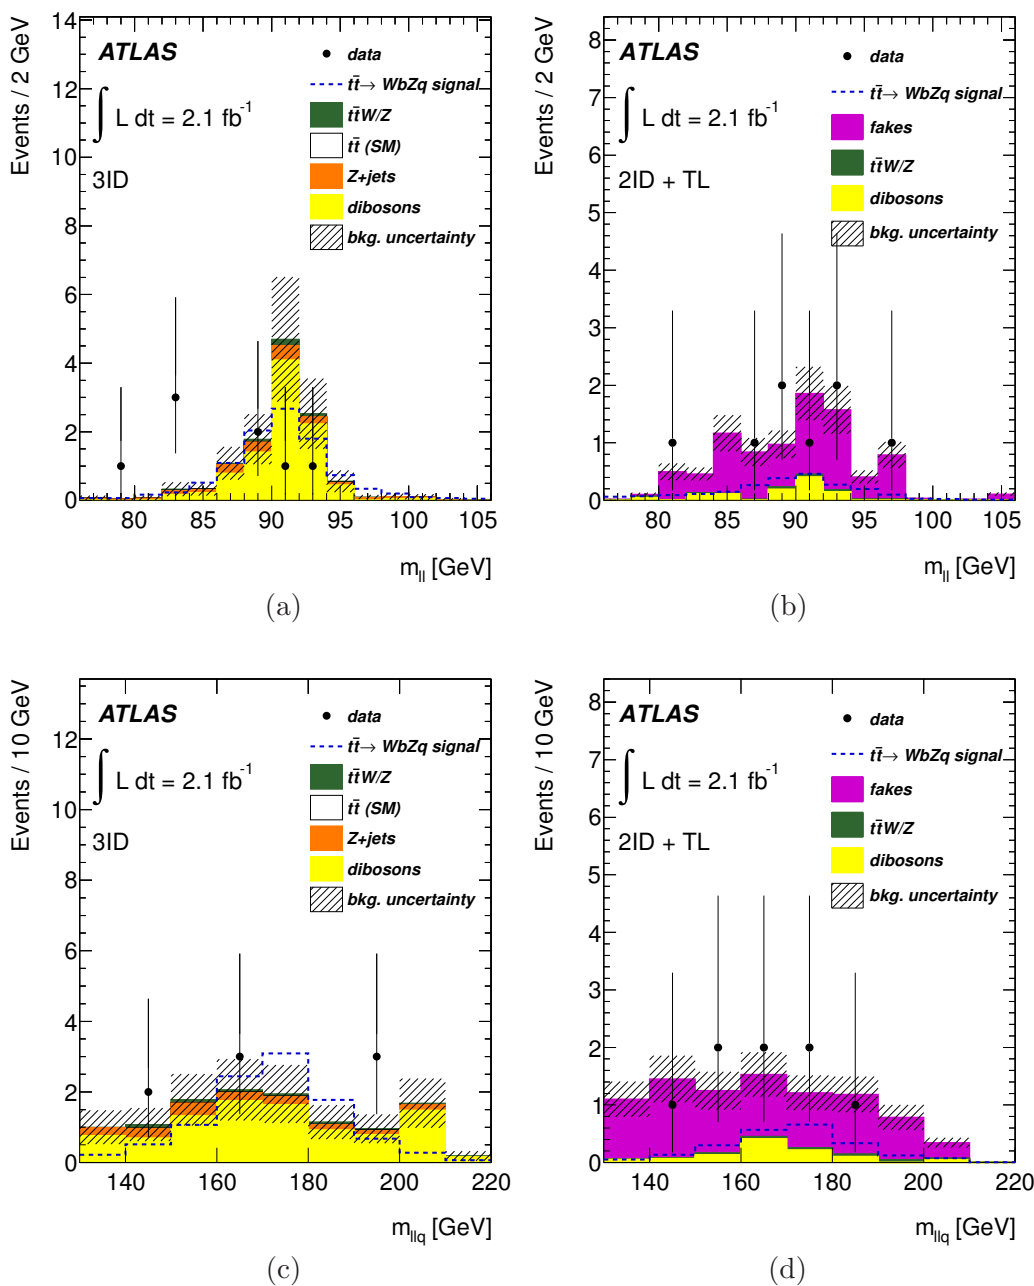 Events / 2 GeV
14
12
10
8
6
4
2
0
ATLAS
∫ L dt = 2.1 fb⁻¹
3ID
data
tt̄→ WbZq signal
tt̄W/Z
tt̄ (SM)
Z+jets
dibosons
bkg. uncertainty
80 85 90 95 100 105
m_ll [GeV]
(a)
Events / 2 GeV
8
7
6
5
4
3
2
1
0
ATLAS
∫ L dt = 2.1 fb⁻¹
2ID + TL
data
tt̄→ WbZq signal
fakes
tt̄W/Z
dibosons
bkg. uncertainty
80 85 90 95 100 105
m_ll [GeV]
(b)
Events / 10 GeV
12
10
8
6
4
2
0
ATLAS
∫ L dt = 2.1 fb⁻¹
3ID
data
tt̄→ WbZq signal
tt̄W/Z
tt̄ (SM)
Z+jets
dibosons
bkg. uncertainty
140 160 180 200 220
m_llq [GeV]
(c)
Events / 10 GeV
8
7
6
5
4
3
2
1
0
ATLAS
∫ L dt = 2.1 fb⁻¹
2ID + TL
data
tt̄→ WbZq signal
fakes
tt̄W/Z
dibosons
bkg. uncertainty
140 160 180 200 220
m_llq [GeV]
(d)